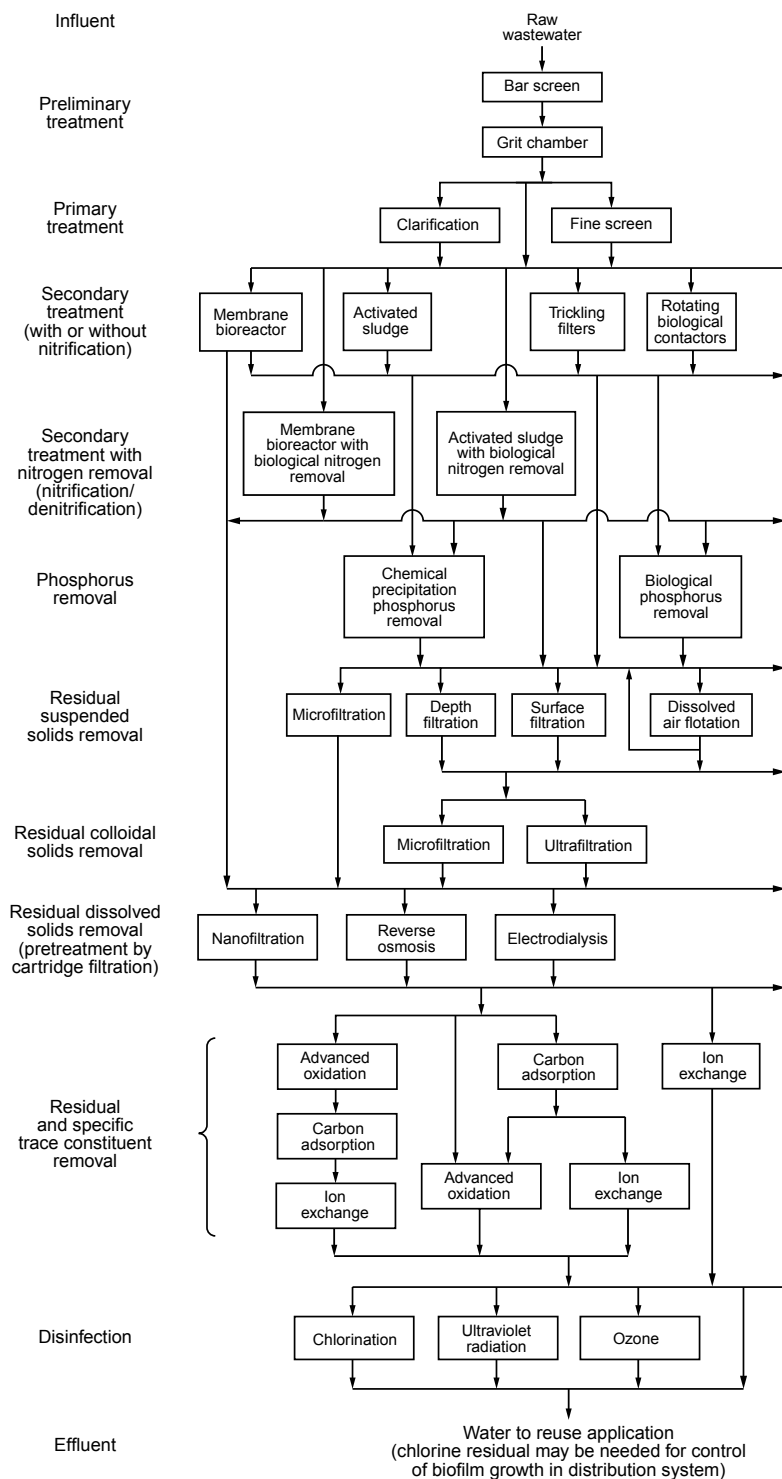 Influent
Raw
wastewater
Preliminary
treatment
Bar screen
Grit chamber
Primary
treatment
Clarification
Fine screen
Secondary
treatment
(with or without
nitrification)
Membrane
bioreactor
Activated
sludge
Trickling
filters
Rotating
biological
contactors
Secondary
treatment with
nitrogen removal
(nitrification/
denitrification)
Membrane
bioreactor with
biological nitrogen
removal
Activated sludge
with biological
nitrogen removal
Phosphorus
removal
Chemical
precipitation
phosphorus
removal
Biological
phosphorus
removal
Residual
suspended
solids removal
Microfiltration
Depth
filtration
Surface
filtration
Dissolved
air flotation
Residual colloidal
solids removal
Microfiltration
Ultrafiltration
Residual dissolved
solids removal
(pretreatment by
cartridge filtration)
Nanofiltration
Reverse
osmosis
Electrodialysis
Residual
and specific
trace constituent
removal
Advanced
oxidation
Carbon
adsorption
Ion
exchange
Carbon
adsorption
Advanced
oxidation
Ion
exchange
Ion
exchange
Disinfection
Chlorination
Ultraviolet
radiation
Ozone
Effluent
Water to reuse application
(chlorine residual may be needed for control
of biofilm growth in distribution system)